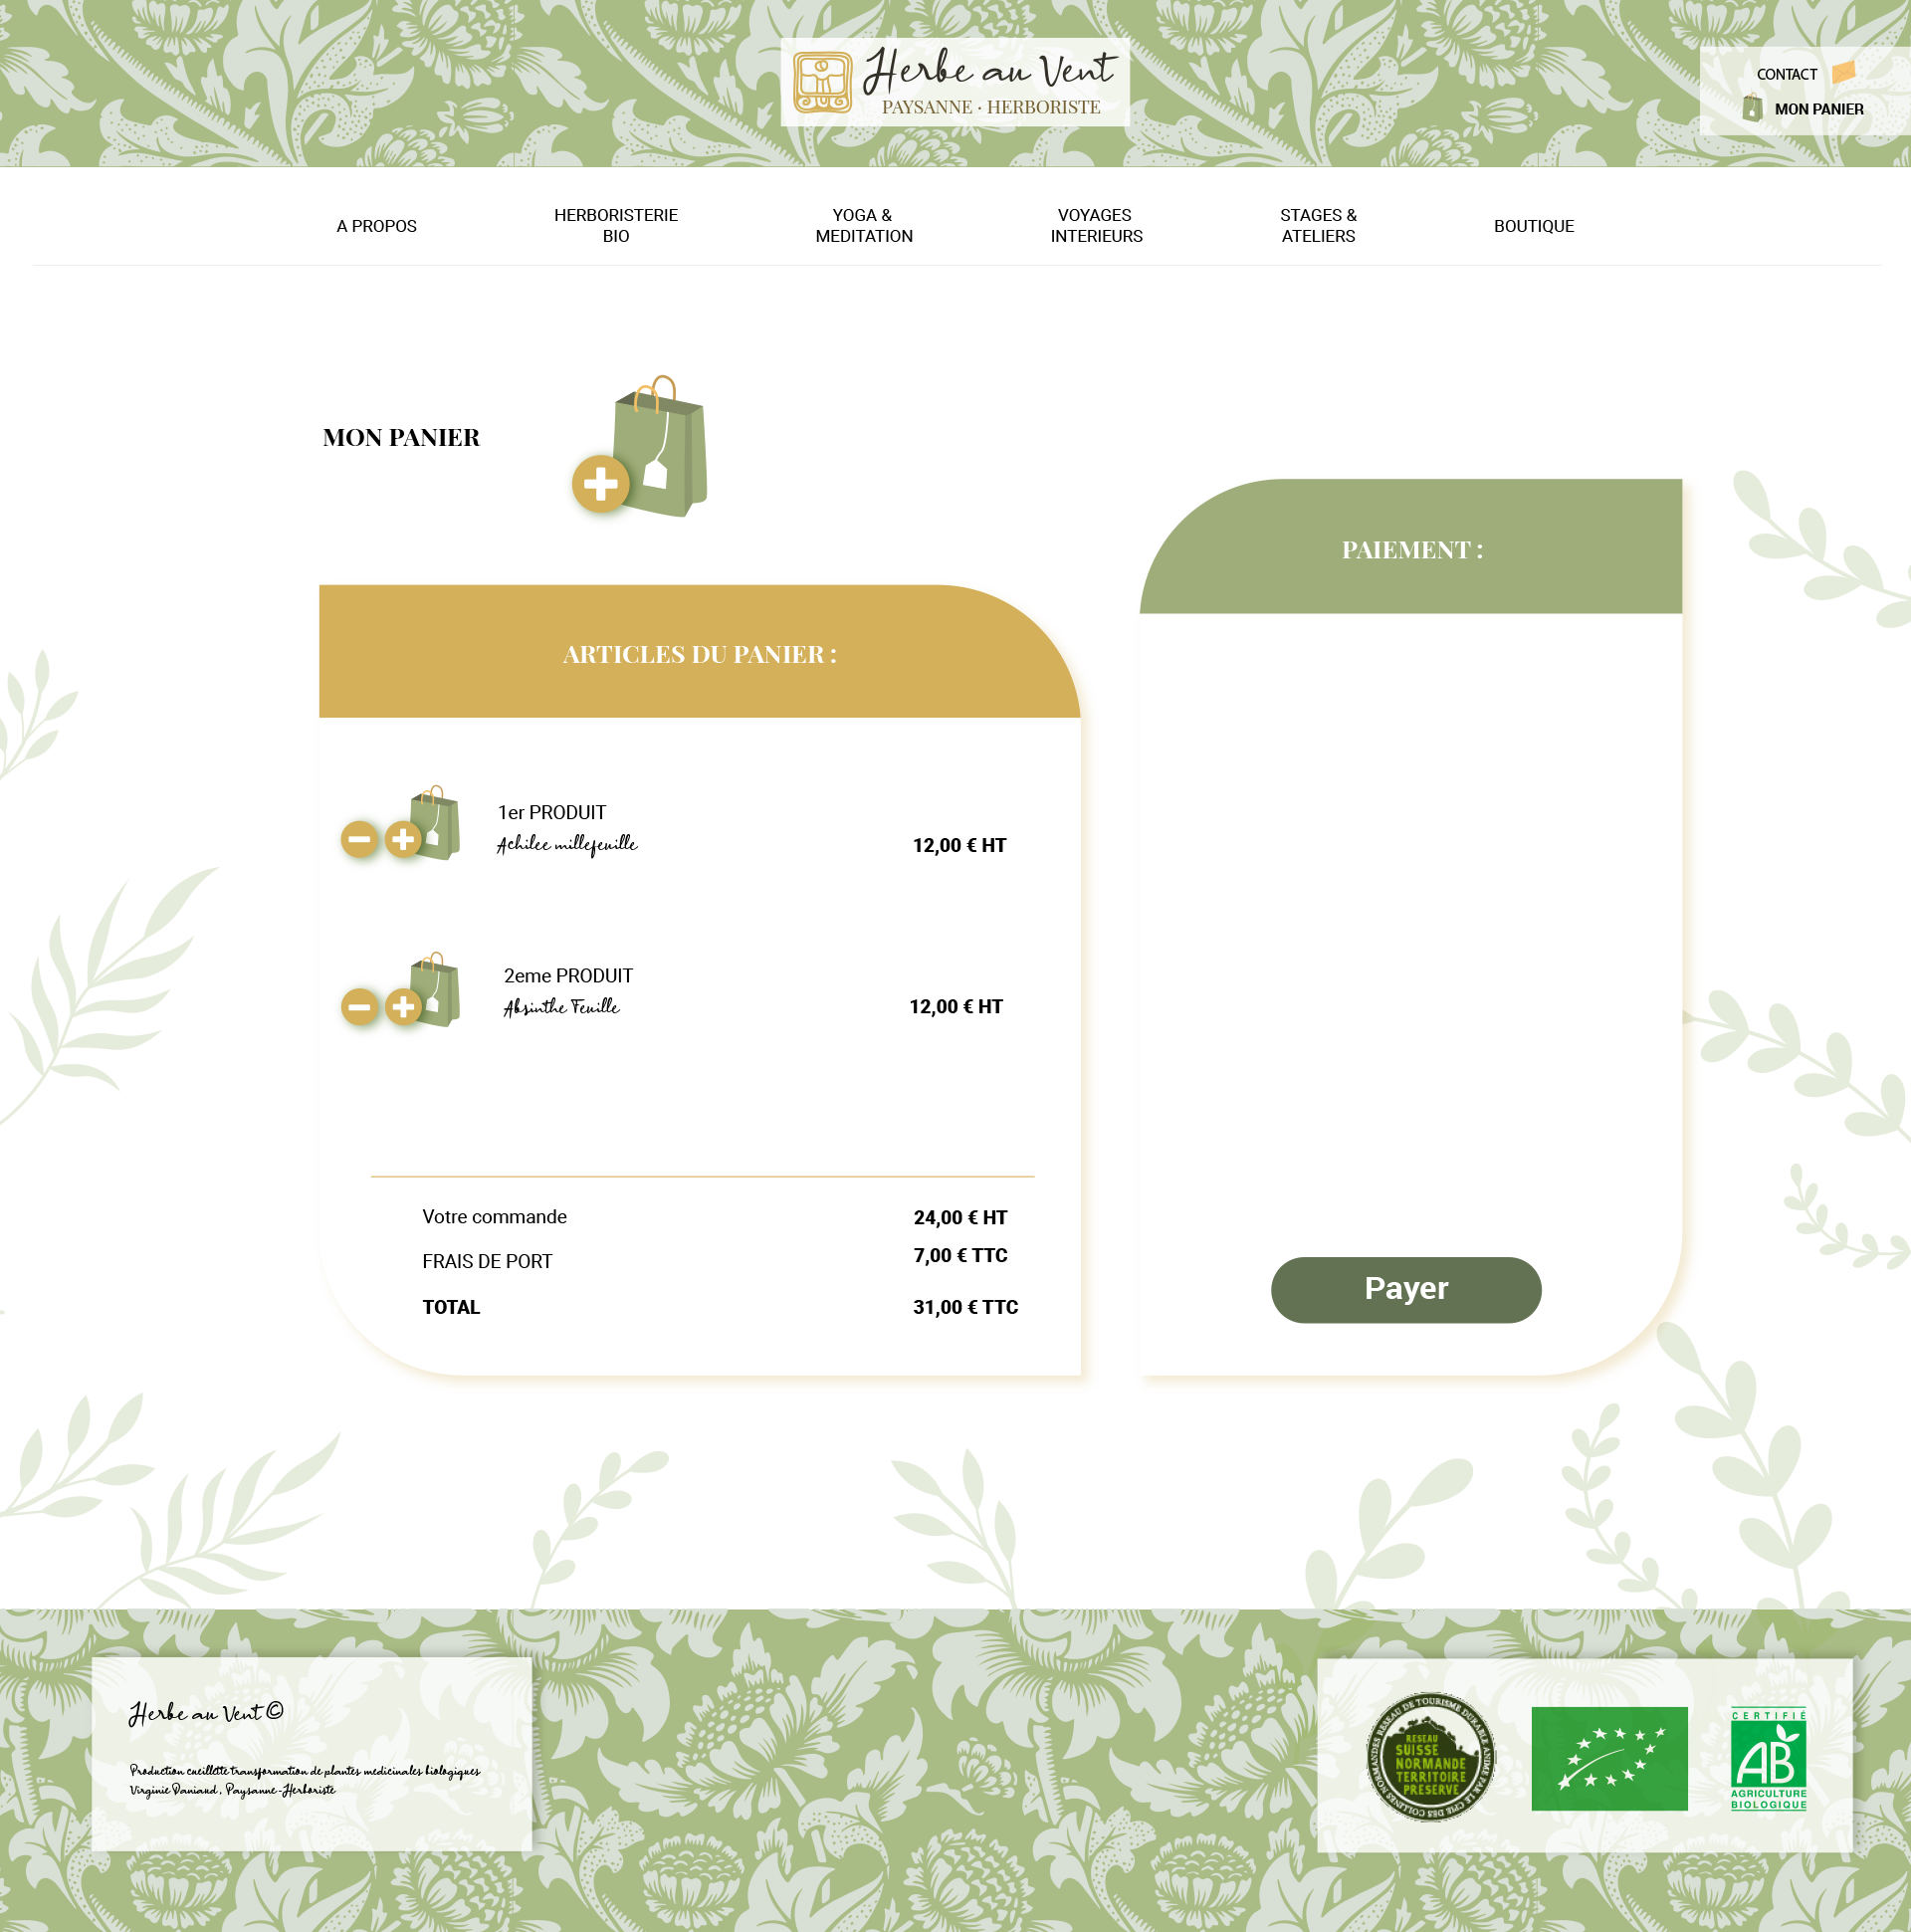 Herbe au Vent
PAYSANNE · HERBORISTE
CONTACT
MON PANIER
A PROPOS
HERBORISTERIE
BIO
YOGA &
MEDITATION
VOYAGES
INTERIEURS
STAGES &
ATELIERS
BOUTIQUE
MON PANIER
PAIEMENT :
ARTICLES DU PANIER :
1er PRODUIT
Achilee millefeuille
12,00 € HT
2eme PRODUIT
Absinthe Feuille
12,00 € HT
Votre commande
24,00 € HT
FRAIS DE PORT
7,00 € TTC
TOTAL
31,00 € TTC
Payer
Herbe au Vent ©
Production cueillette transformation de plantes medicinales biologiques
Virginie Daniaud, Paysanne-Herboriste
RESEAU DE TOURISME DURABLE ANIME PAR LE CPIE DES COLLINES NORMANDES
RESEAU
SUISSE
NORMANDE
TERRITOIRE
PRESERVE
CERTIFIÉ
AB
AGRICULTURE
BIOLOGIQUE